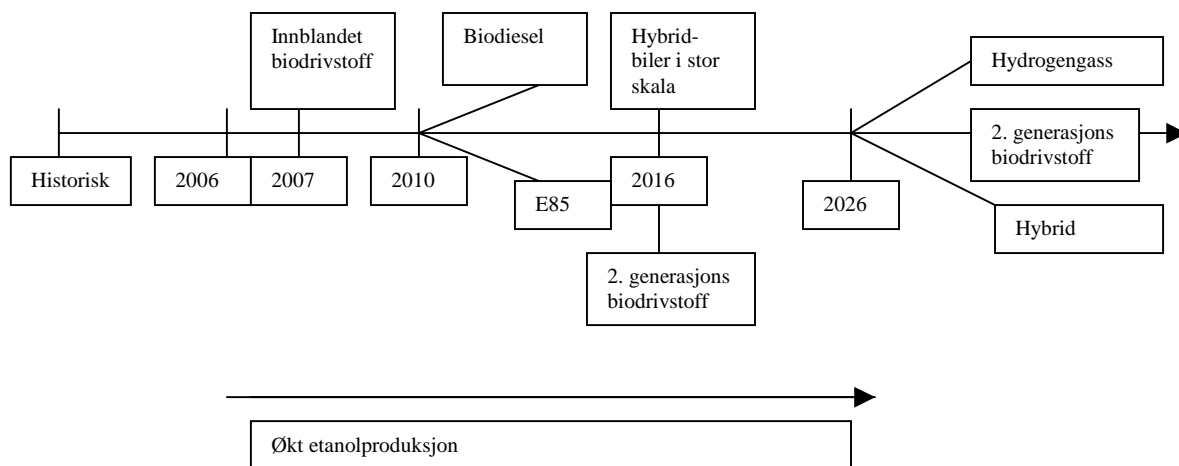 Innblandet
biodrivstoff
Biodiesel
Hybrid-
biler i stor
skala
Hydrogengass
2. generasjons
biodrivstoff
Historisk
2006
2007
2010
E85
2016
2026
Hybrid
2. generasjons
biodrivstoff
Økt etanolproduksjon